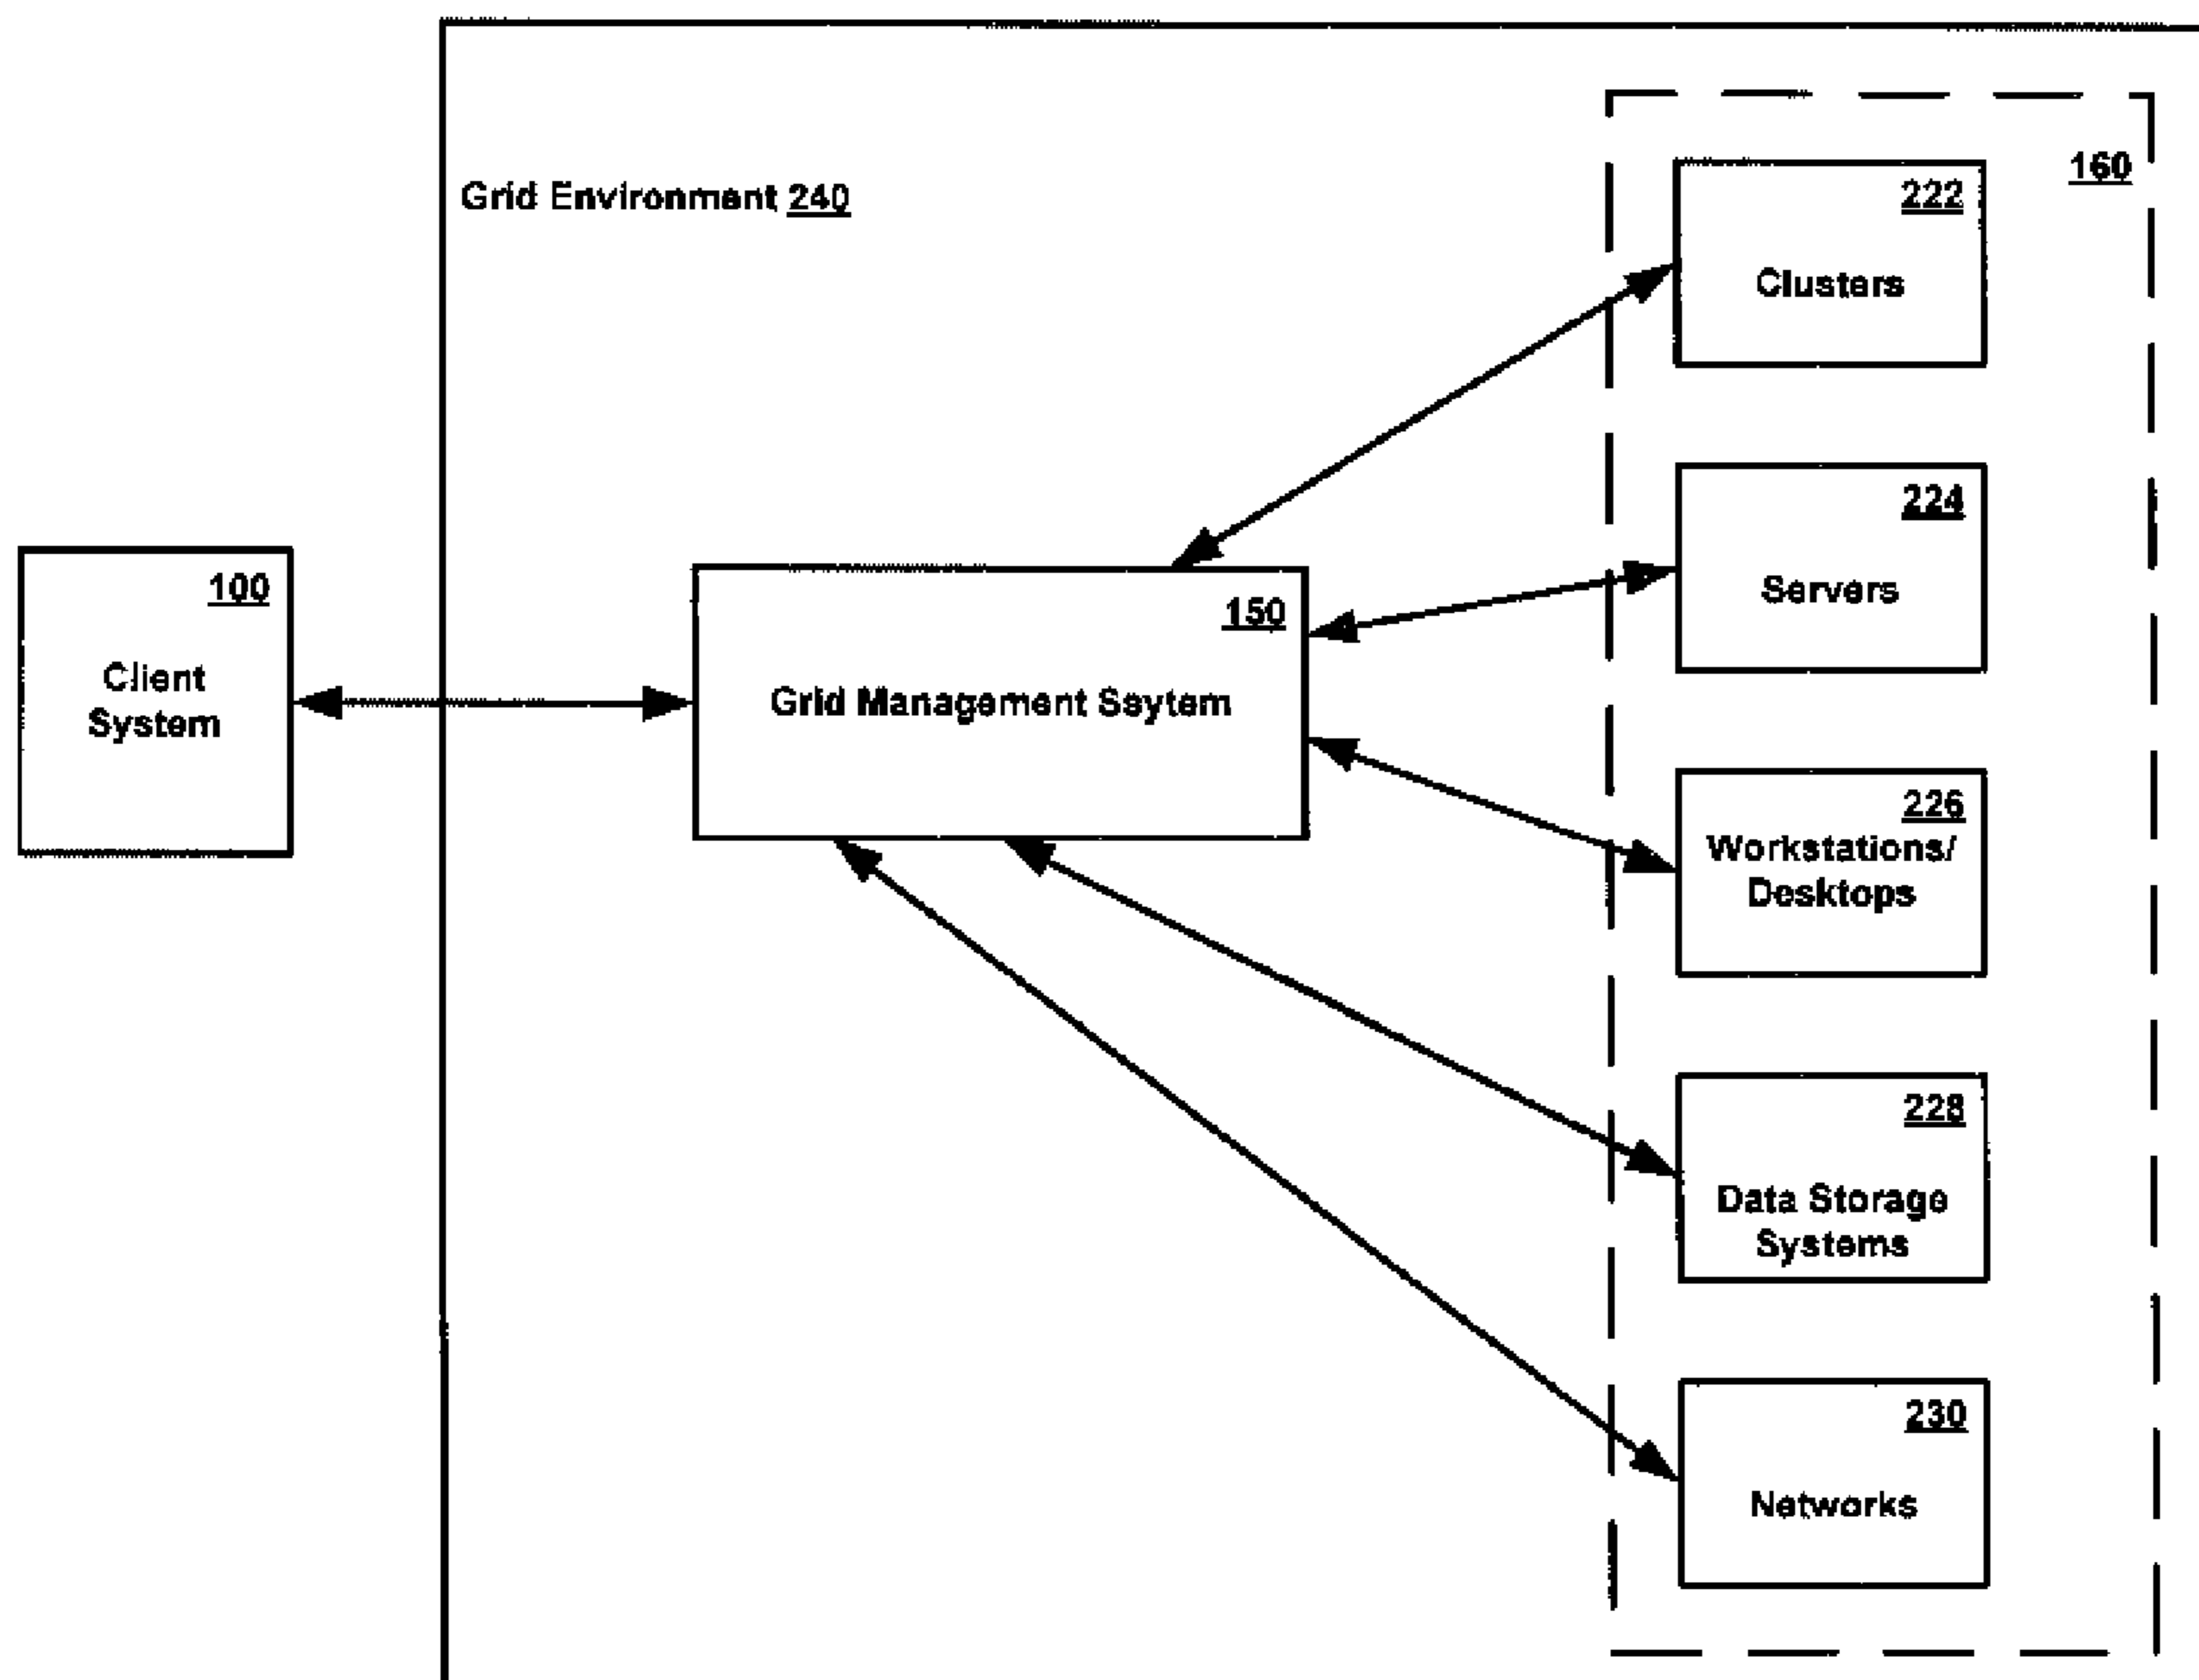 160
222
Clusters
Grid Environment 240
224
Servers
100
Client
System
150
Grid Management Ssytem
226
Workstations/
Desktops
228
Data Storage
Systems
230
Networks